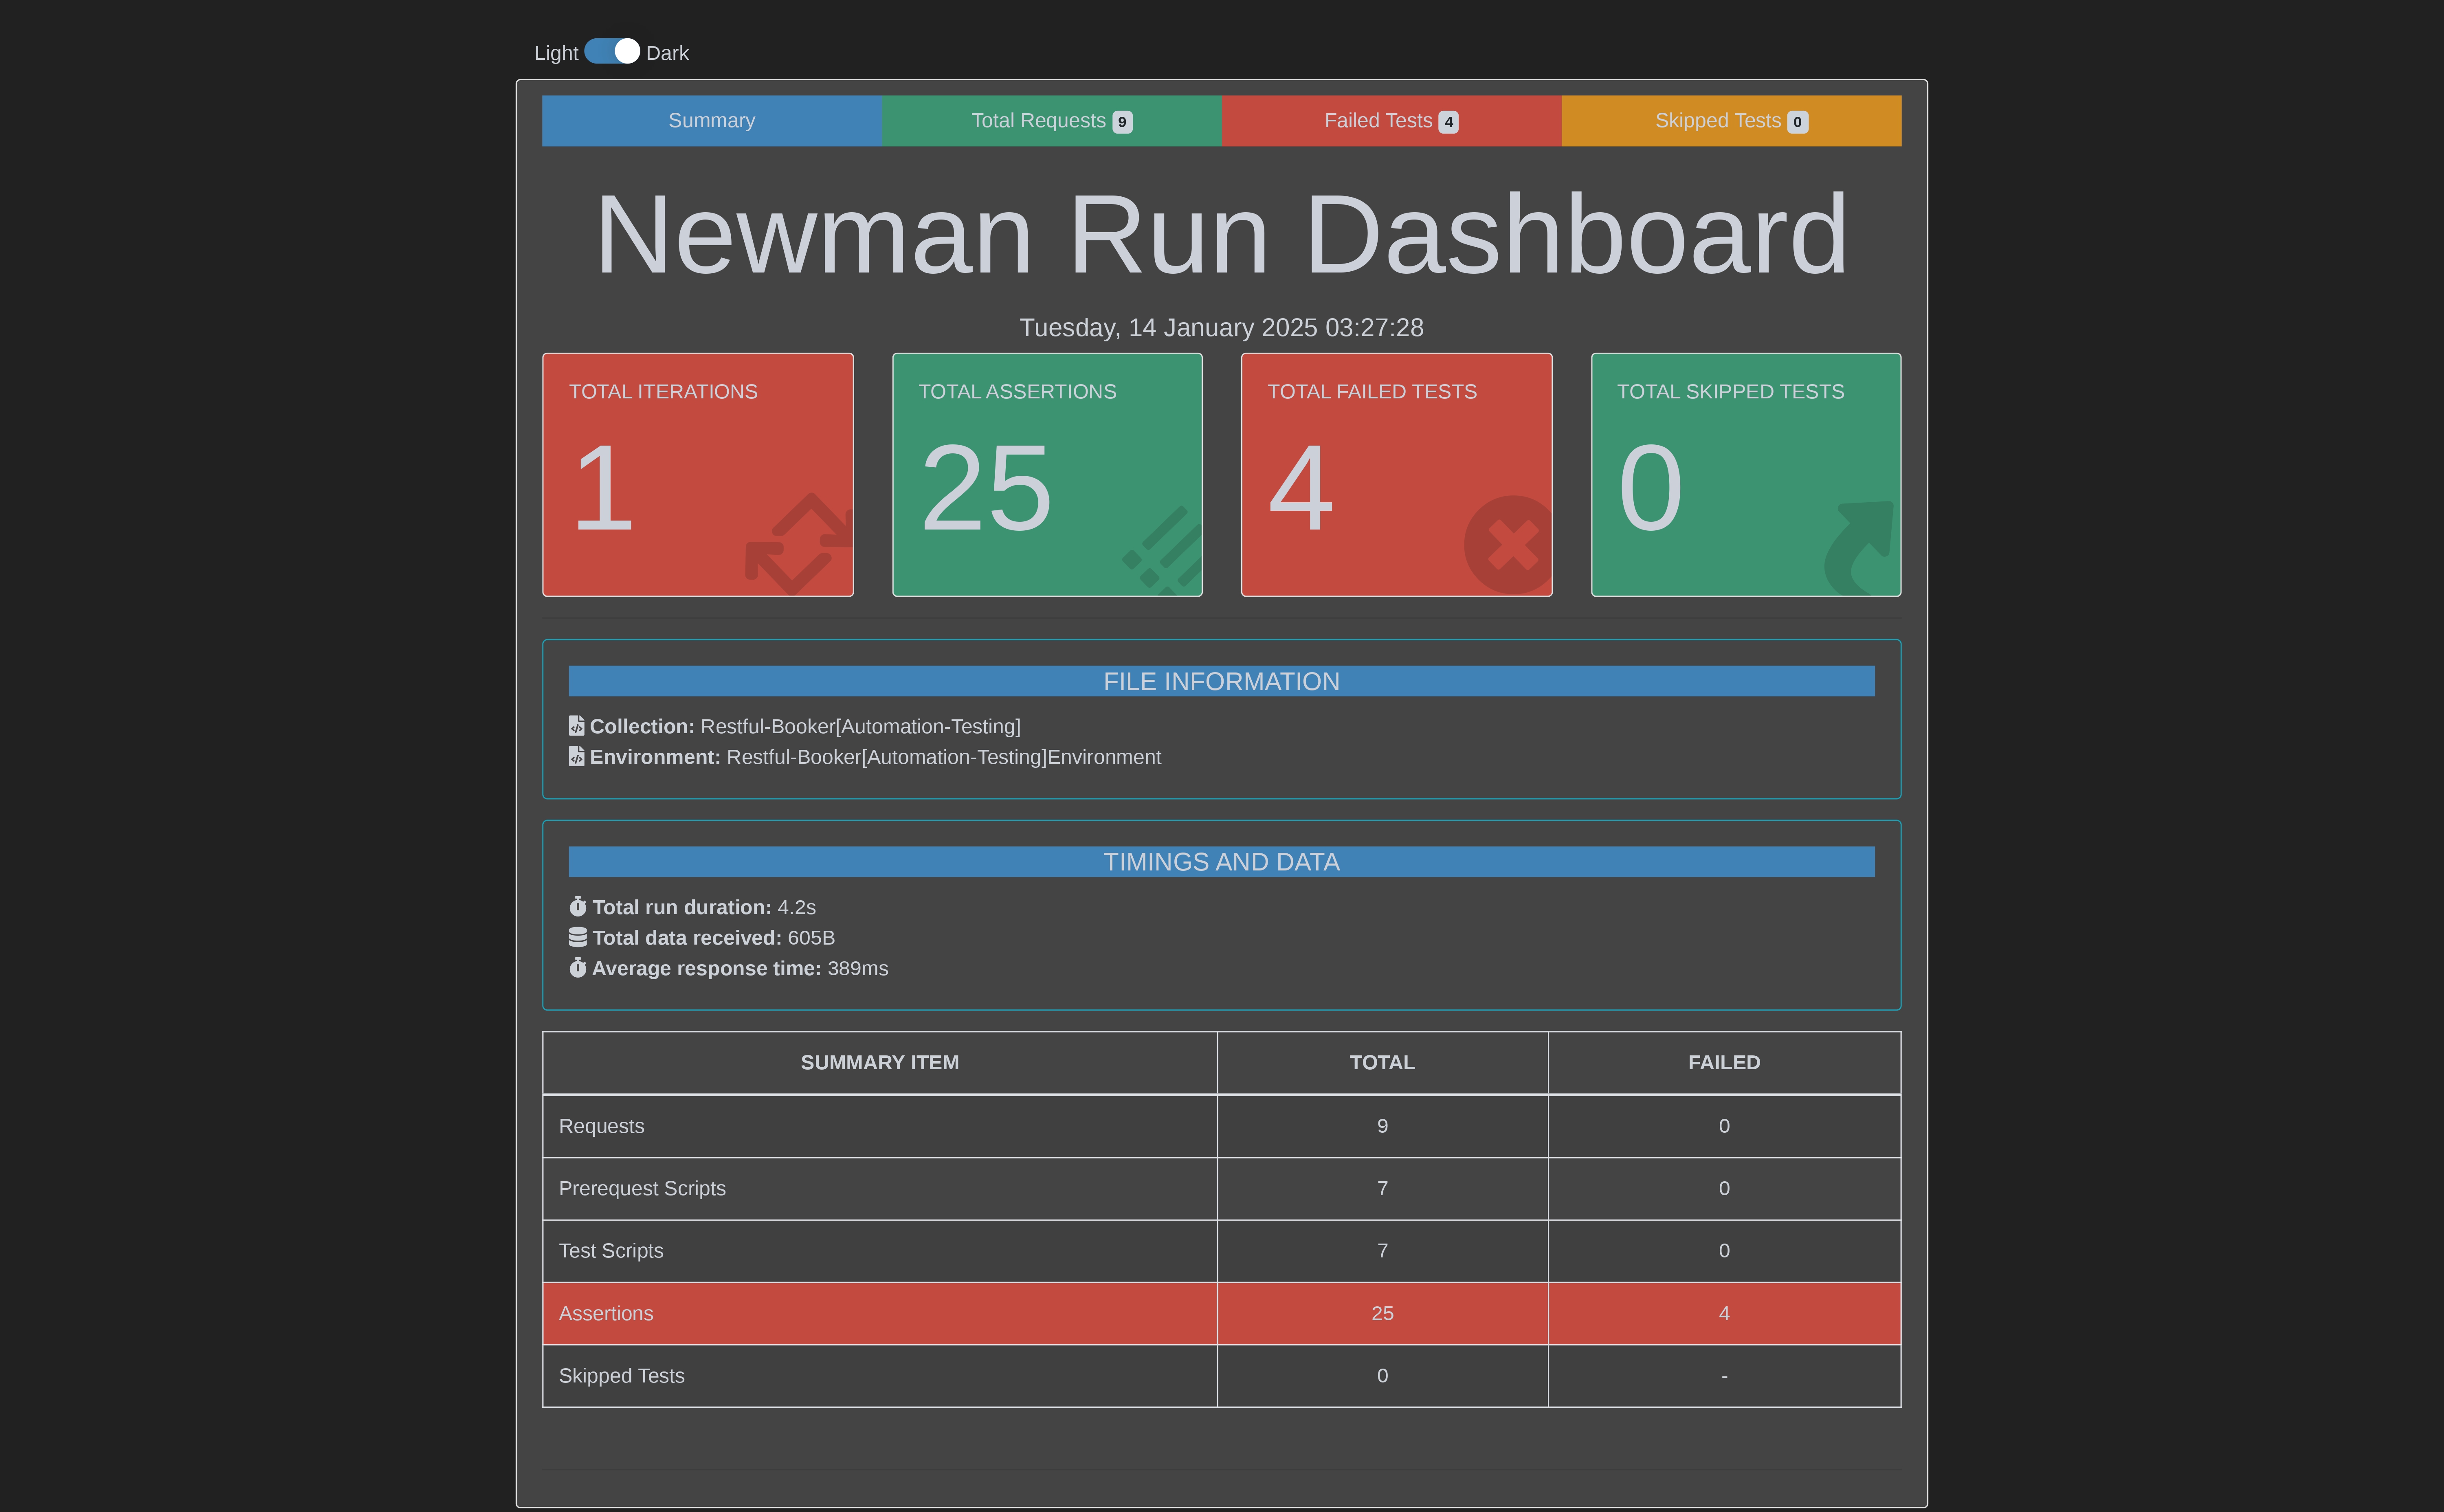 Light Dark
Summary Total Requests 9 Failed Tests 4 Skipped Tests 0
Newman Run Dashboard
Tuesday, 14 January 2025 03:27:28
TOTAL ITERATIONS TOTAL ASSERTIONS TOTAL FAILED TESTS TOTAL SKIPPED TESTS
1 25 4 0
FILE INFORMATION
Collection: Restful-Booker[Automation-Testing]
Environment: Restful-Booker[Automation-Testing]Environment
TIMINGS AND DATA
Total run duration: 4.2s
Total data received: 605B
Average response time: 389ms
SUMMARY ITEM TOTAL FAILED
Requests 9 0
Prerequest Scripts 7 0
Test Scripts 7 0
Assertions 25 4
Skipped Tests 0 -